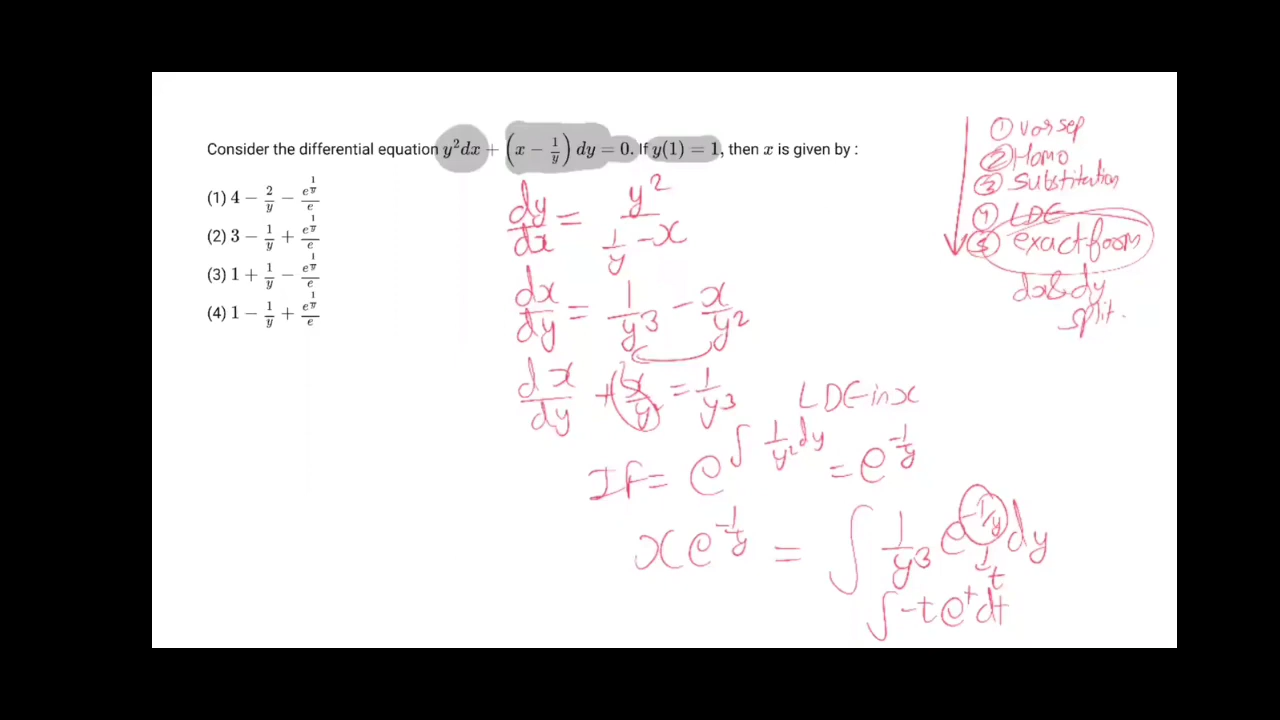 Consider the differential equation y²dx + (x − 1/y) dy = 0. If y(1) = 1, then x is given by :
(1) 4 − 2/y − e^(1/y)/e
(2) 3 − 1/y + e^(1/y)/e
(3) 1 + 1/y − e^(1/y)/e
(4) 1 − 1/y + e^(1/y)/e
dy/dx = y²/(1/y − x)
dx/dy = 1/y³ − x/y²
dx/dy + (x/y²) = 1/y³
LDE in x
If = e^(∫ 1/y² dy) = e^(−1/y)
x e^(−1/y) = ∫ 1/y³ e^(−1/y) dy
t
∫ −t e^t dt
① Var sep
② Homo
③ Substitution
④ LDE
⑤ exact form
dx & dy
split.